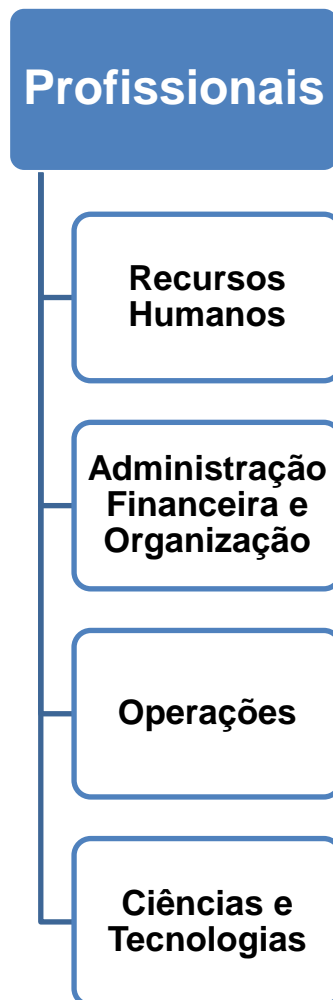 Profissionais
Recursos
Humanos
Administração
Financeira e
Organização
Operações
Ciências e
Tecnologias